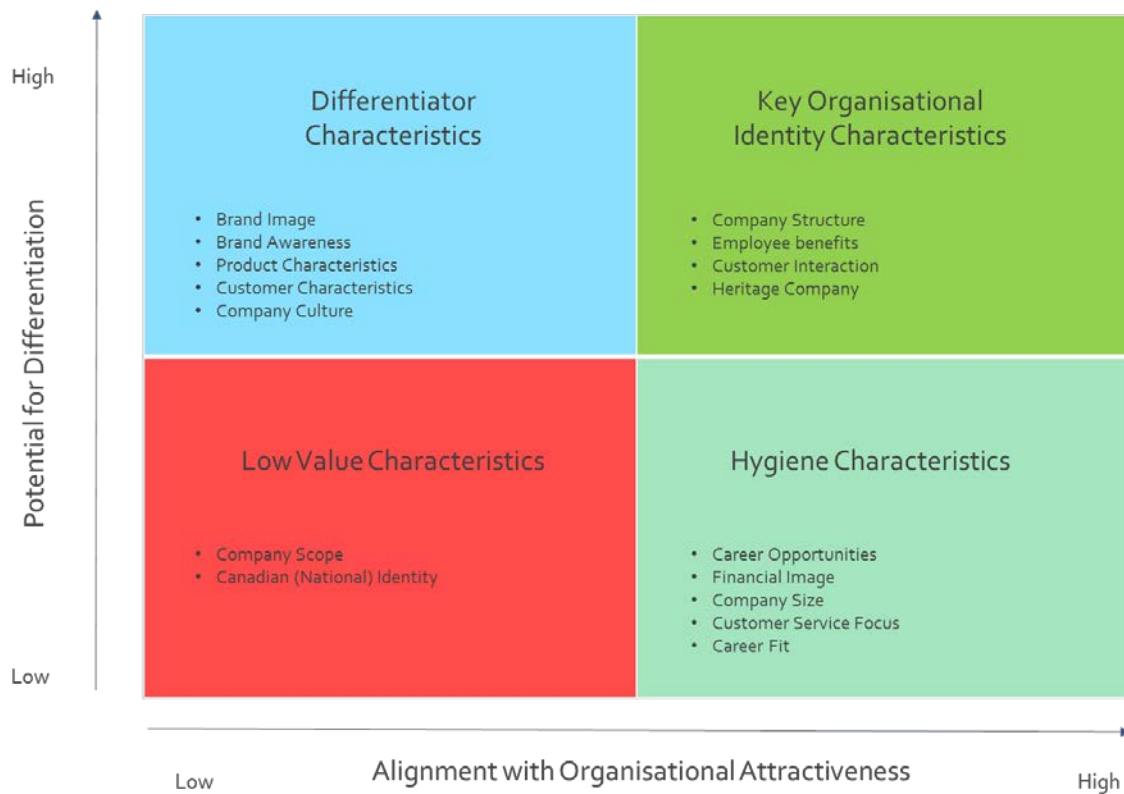 High
Differentiator
Characteristics
• Brand Image
• Brand Awareness
• Product Characteristics
• Customer Characteristics
• Company Culture
Key Organisational
Identity Characteristics
• Company Structure
• Employee benefits
• Customer Interaction
• Heritage Company
Potential for Differentiation
Low Value Characteristics
• Company Scope
• Canadian (National) Identity
Hygiene Characteristics
• Career Opportunities
• Financial Image
• Company Size
• Customer Service Focus
• Career Fit
Low
Low
Alignment with Organisational Attractiveness
High